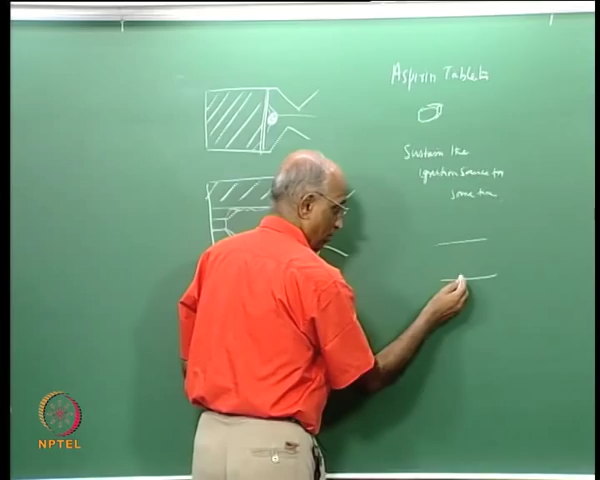 Aspirin Tablets
Sustain the
ignition source for
some time
NPTEL